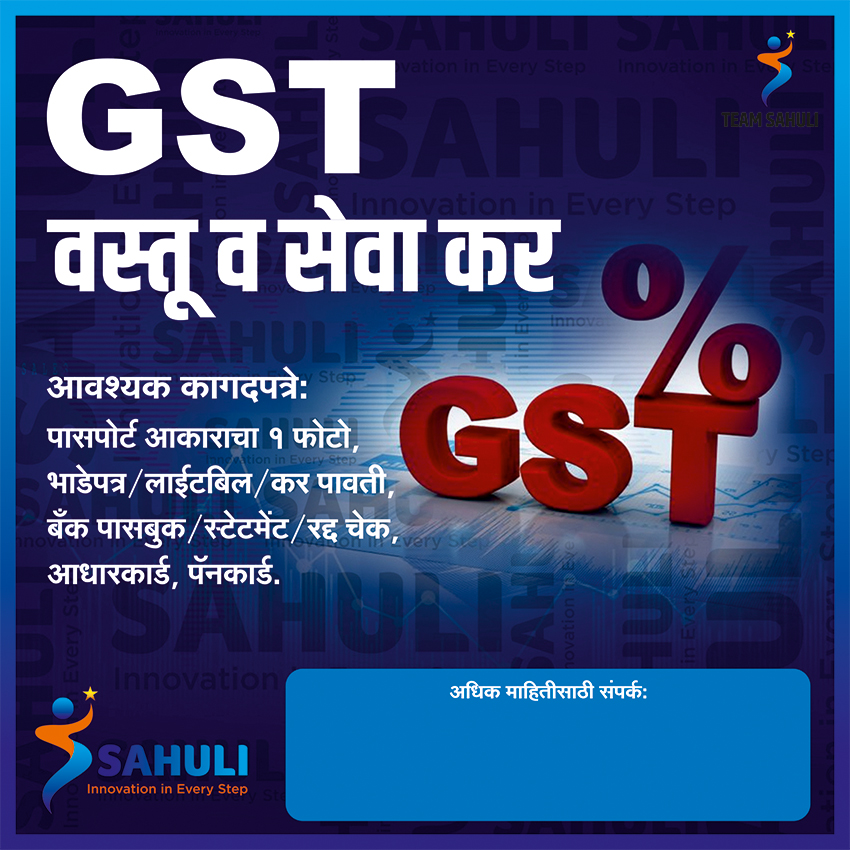 GST
TEAM SAHULI
वस्तू व सेवा कर
GST%
आवश्यक कागदपत्रे:
पासपोर्ट आकाराचा १ फोटो,
भाडेपत्र/लाईटबिल/कर पावती,
बँक पासबुक/स्टेटमेंट/रद्द चेक,
आधारकार्ड, पॅनकार्ड.
अधिक माहितीसाठी संपर्क:
SAHULI
Innovation in Every Step